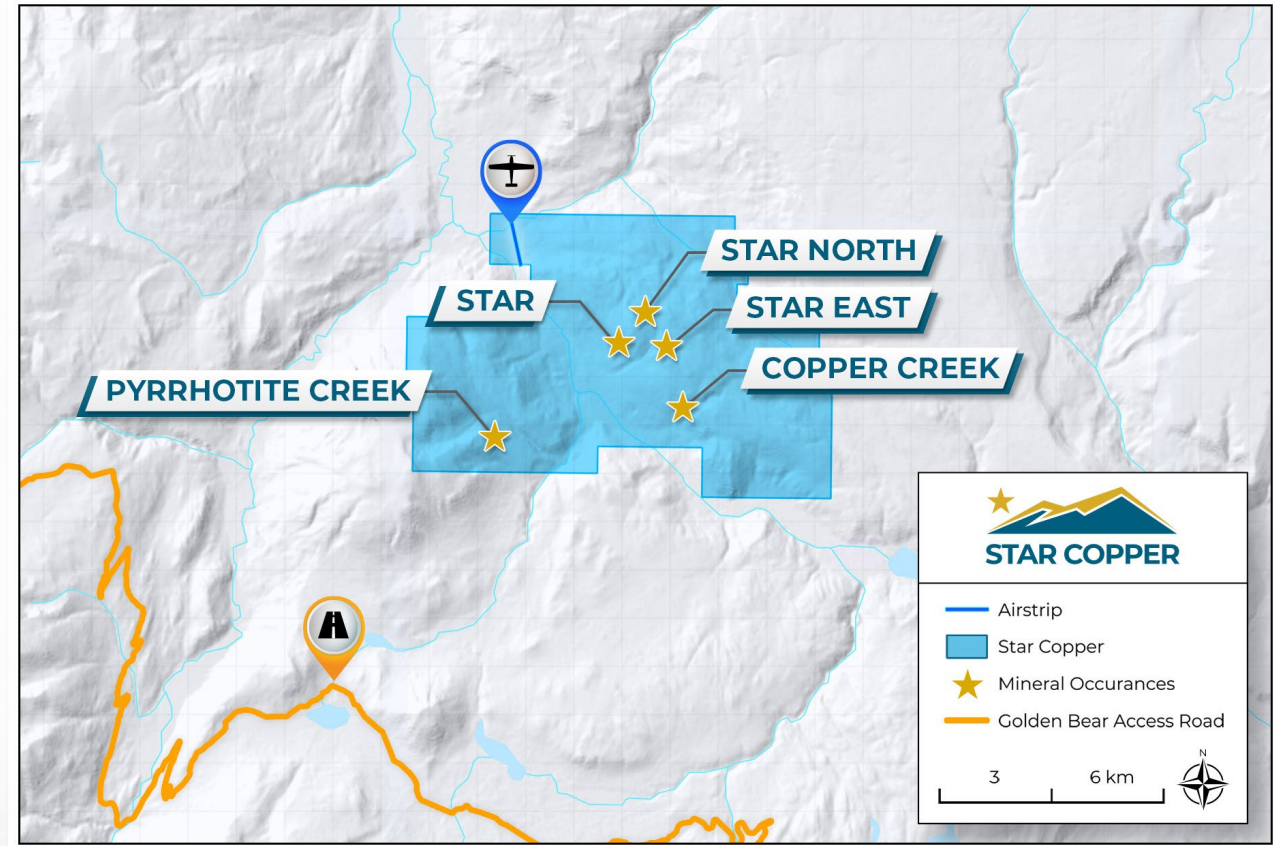 STAR NORTH
STAR
STAR EAST
COPPER CREEK
PYRRHOTITE CREEK
STAR COPPER
Airstrip
Star Copper
Mineral Occurances
Golden Bear Access Road
N
3 6 km